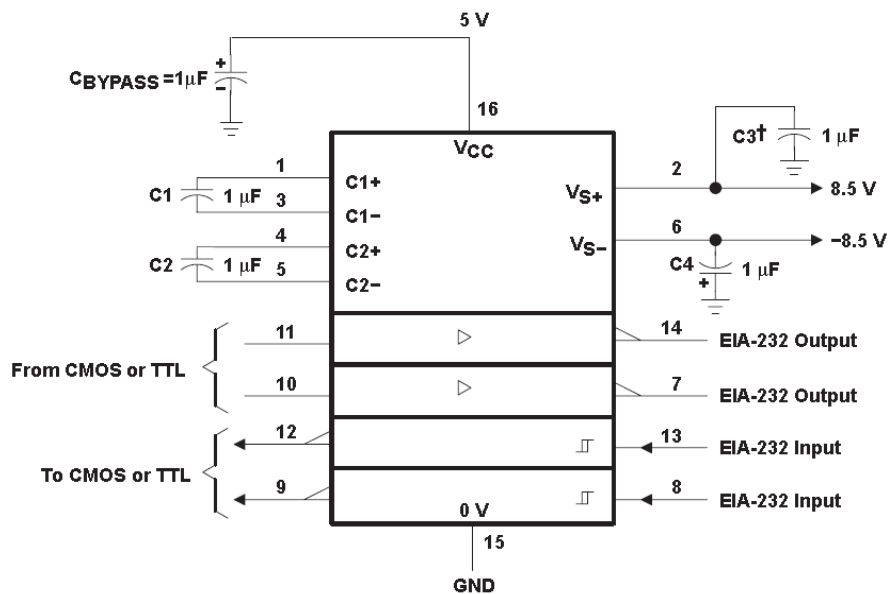 5 V
CBYPASS =1µF
+
−
16
VCC
C3† 1 µF
1
C1+
C1 1 µF
3
C1−
2
VS+
8.5 V
4
C2+
C2 1 µF
5
C2−
6
VS−
−8.5 V
C4 1 µF
+
11
14
EIA-232 Output
From CMOS or TTL
10
7
EIA-232 Output
12
13
EIA-232 Input
To CMOS or TTL
9
8
EIA-232 Input
0 V
15
GND